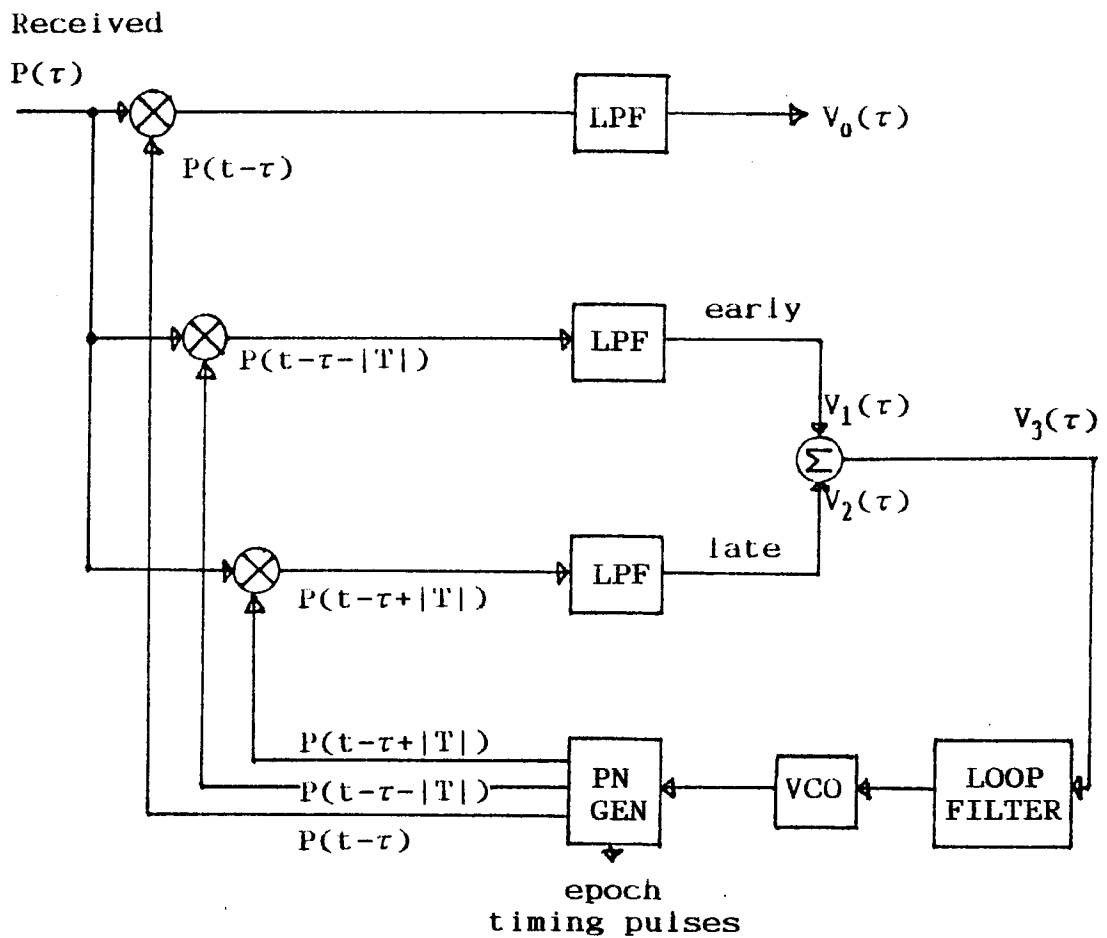 Received
P(τ)
LPF
V₀(τ)
P(t-τ)
early
LPF
P(t-τ-|T|)
V₁(τ)
V₃(τ)
Σ
V₂(τ)
late
LPF
P(t-τ+|T|)
P(t-τ+|T|)
P(t-τ-|T|)
P(t-τ)
PN
GEN
VCO
LOOP
FILTER
epoch
timing pulses